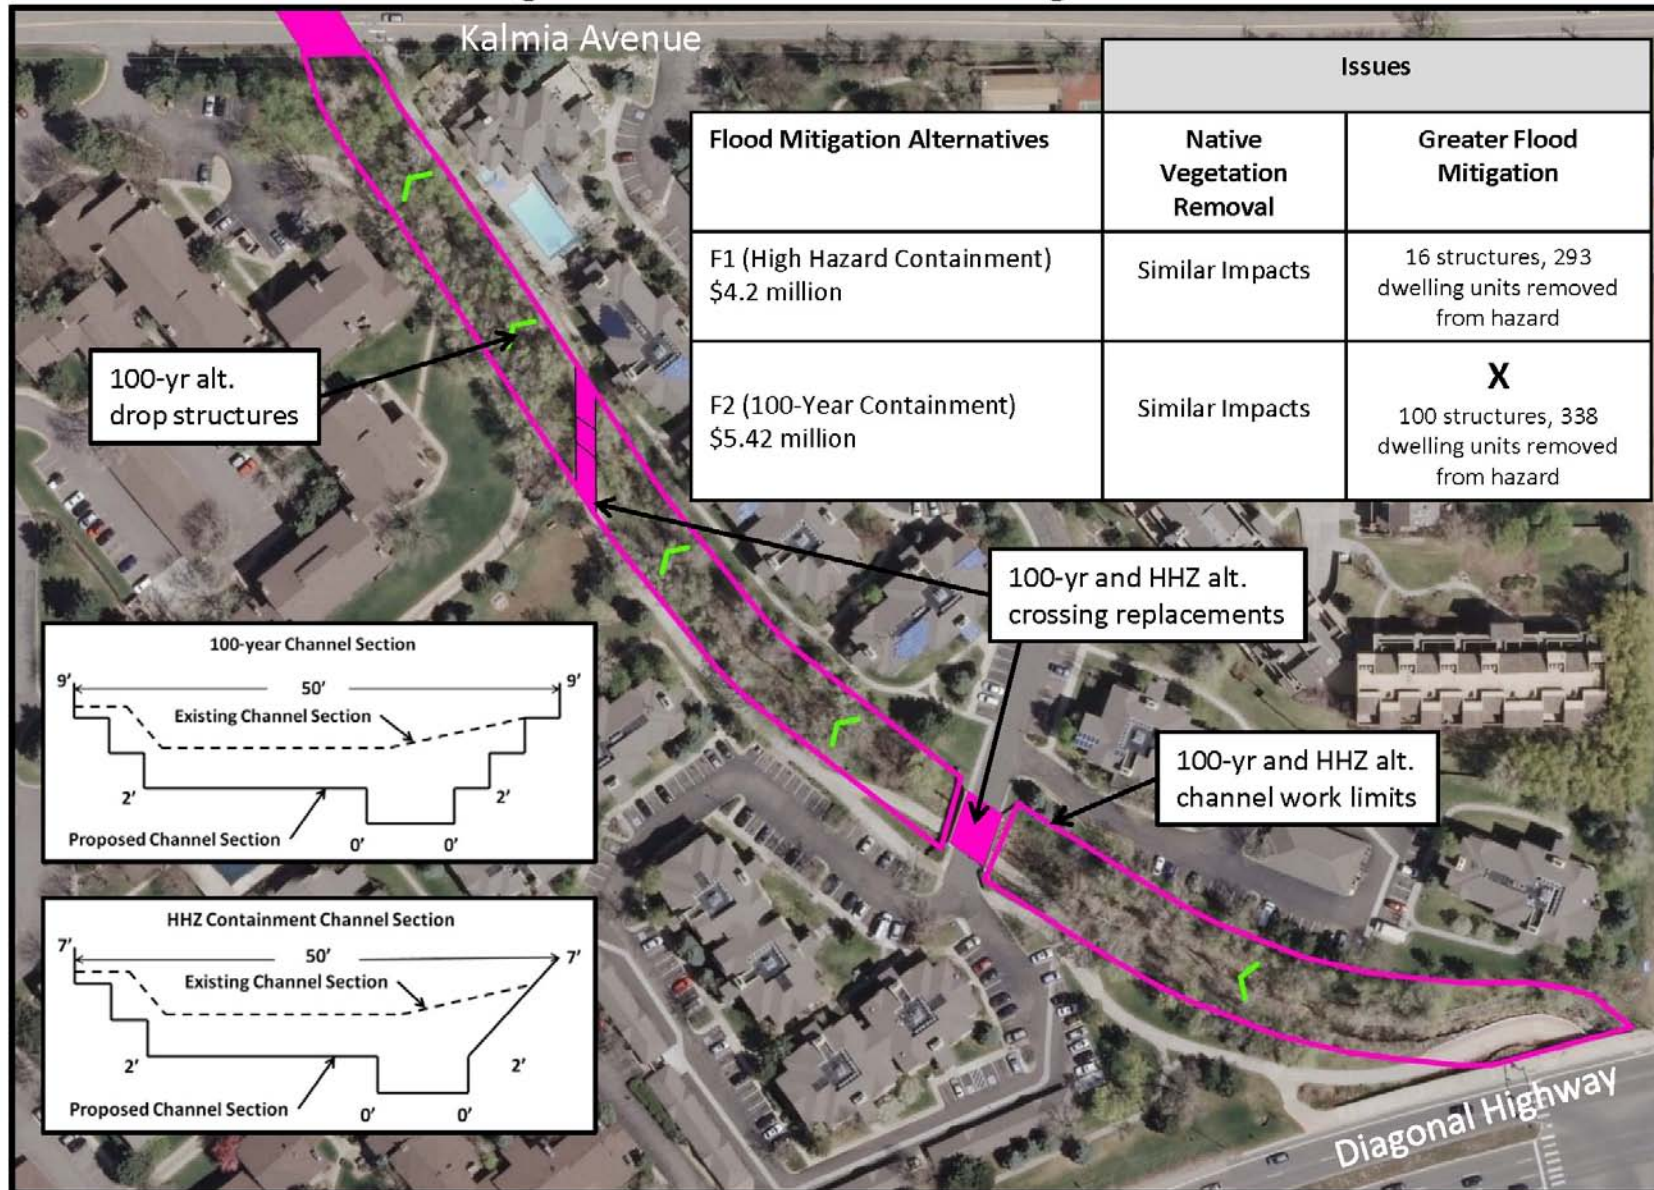 Kalmia Avenue
Issues
Flood Mitigation Alternatives
Native
Vegetation
Removal
Greater Flood
Mitigation
F1 (High Hazard Containment)
$4.2 million
Similar Impacts
16 structures, 293
dwelling units removed
from hazard
F2 (100-Year Containment)
$5.42 million
Similar Impacts
X
100 structures, 338
dwelling units removed
from hazard
100-yr alt.
drop structures
100-yr and HHZ alt.
crossing replacements
100-yr and HHZ alt.
channel work limits
100-year Channel Section
9'
50'
9'
Existing Channel Section
2'
2'
Proposed Channel Section
0'
0'
HHZ Containment Channel Section
7'
50'
7'
Existing Channel Section
2'
2'
Proposed Channel Section
0'
0'
Diagonal Highway